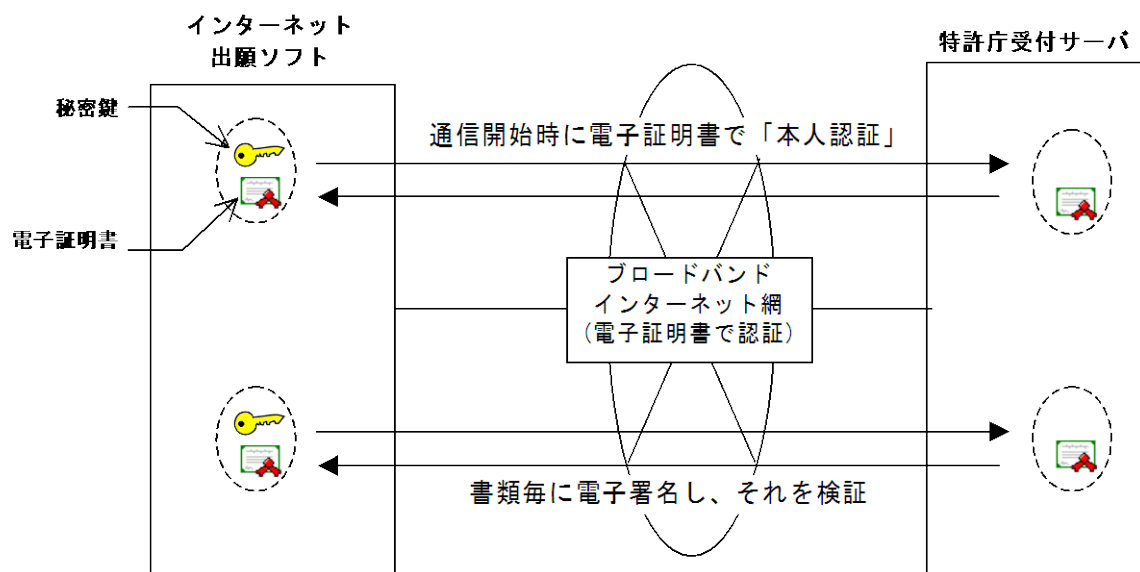 インターネット
出願ソフト
特許庁受付サーバ
秘密鍵
通信開始時に電子証明書で「本人認証」
電子証明書
ブロードバンド
インターネット網
(電子証明書で認証)
書類毎に電子署名し、それを検証